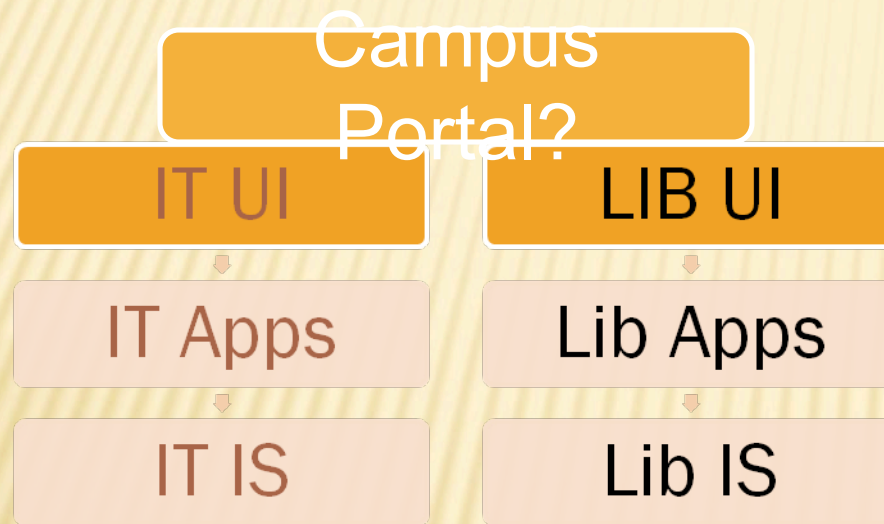 Campus
Portal?
IT UI
LIB UI
IT Apps
Lib Apps
IT IS
Lib IS